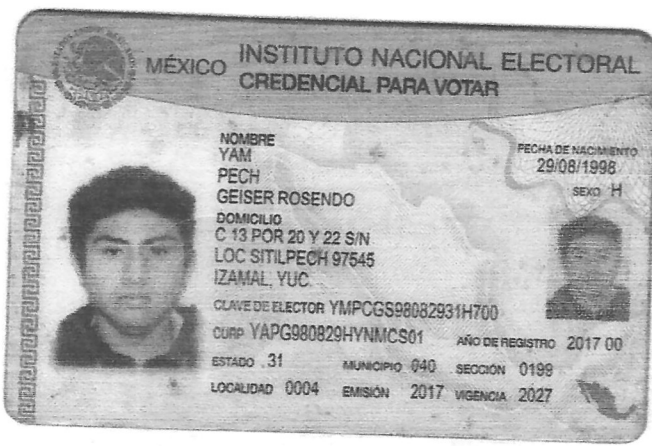 MÉXICO INSTITUTO NACIONAL ELECTORAL
CREDENCIAL PARA VOTAR
NOMBRE
YAM
PECH
GEISER ROSENDO
FECHA DE NACIMIENTO
29/08/1998
SEXO H
DOMICILIO
C 13 POR 20 Y 22 S/N
LOC SITILPECH 97545
IZAMAL, YUC.
CLAVE DE ELECTOR YMPCGS98082931H700
CURP YAPG980829HYNMCS01 AÑO DE REGISTRO 2017 00
ESTADO 31 MUNICIPIO 040 SECCIÓN 0199
LOCALIDAD 0004 EMISIÓN 2017 VIGENCIA 2027